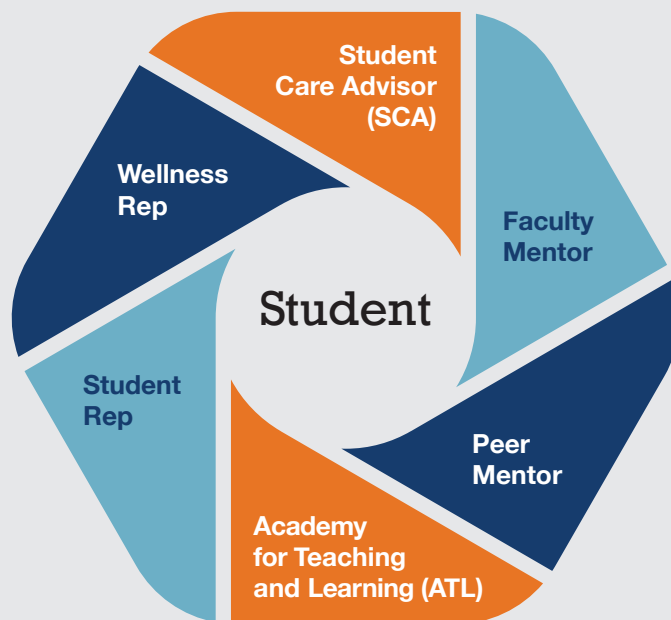 Student
Care Advisor
(SCA)
Wellness
Rep
Faculty
Mentor
Student
Student
Rep
Peer
Mentor
Academy
for Teaching
and Learning (ATL)